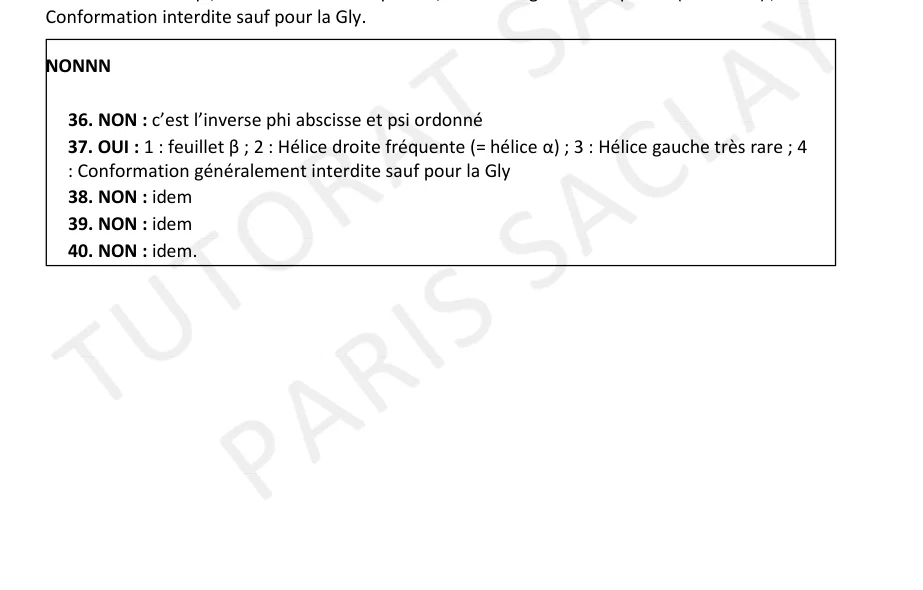 Conformation interdite sauf pour la Gly.
NONNN
36. NON : c’est l’inverse phi abscisse et psi ordonné
37. OUI : 1 : feuillet β ; 2 : Hélice droite fréquente (= hélice α) ; 3 : Hélice gauche très rare ; 4
: Conformation généralement interdite sauf pour la Gly
38. NON : idem
39. NON : idem
40. NON : idem.
TUTORAT SA
PARIS SACLAY